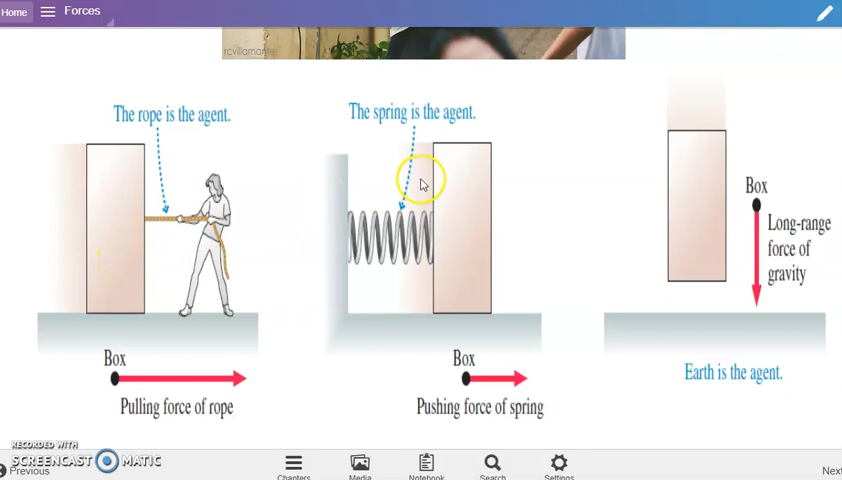 Home
Forces
rcvillamante
The rope is the agent.
The spring is the agent.
Box
Long-range
force of
gravity
Box
Box
Earth is the agent.
Pulling force of rope
Pushing force of spring
RECORDED WITH
SCREENCAST MATIC
Previous
Chapters
Media
Notebook
Search
Settings
Next